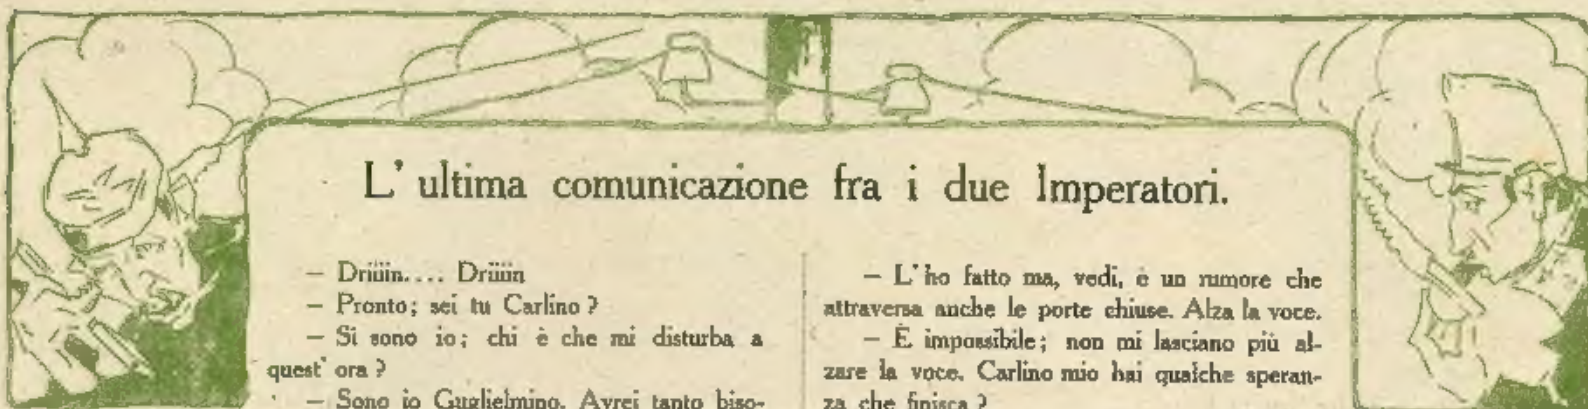 L' ultima comunicazione fra i due Imperatori.
— Driiin.... Driiin
— Pronto; sei tu Carlino ?
— Si sono io; chi è che mi disturba a
quest' ora ?
— Sono io Guglielmino. Avrei tanto biso-
— L' ho fatto ma, vedi, è un rumore che
attraversa anche le porte chiuse. Alza la voce.
— È impossibile; non mi lasciano più al-
zare la voce. Carlino mio hai qualche speran-
za che finisca ?